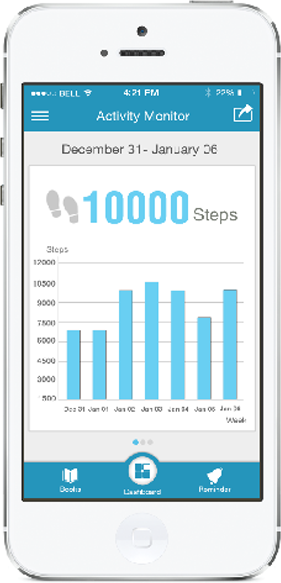 BELL 4:21 PM 22%
Activity Monitor
December 31- January 06
10000 Steps
Steps
12000
10500
9000
7500
6000
4500
3000
1500
Dec 31 Jan 01 Jan 02 Jan 03 Jan 04 Jan 05 Jan 06
Week
Books Dashboard Reminder